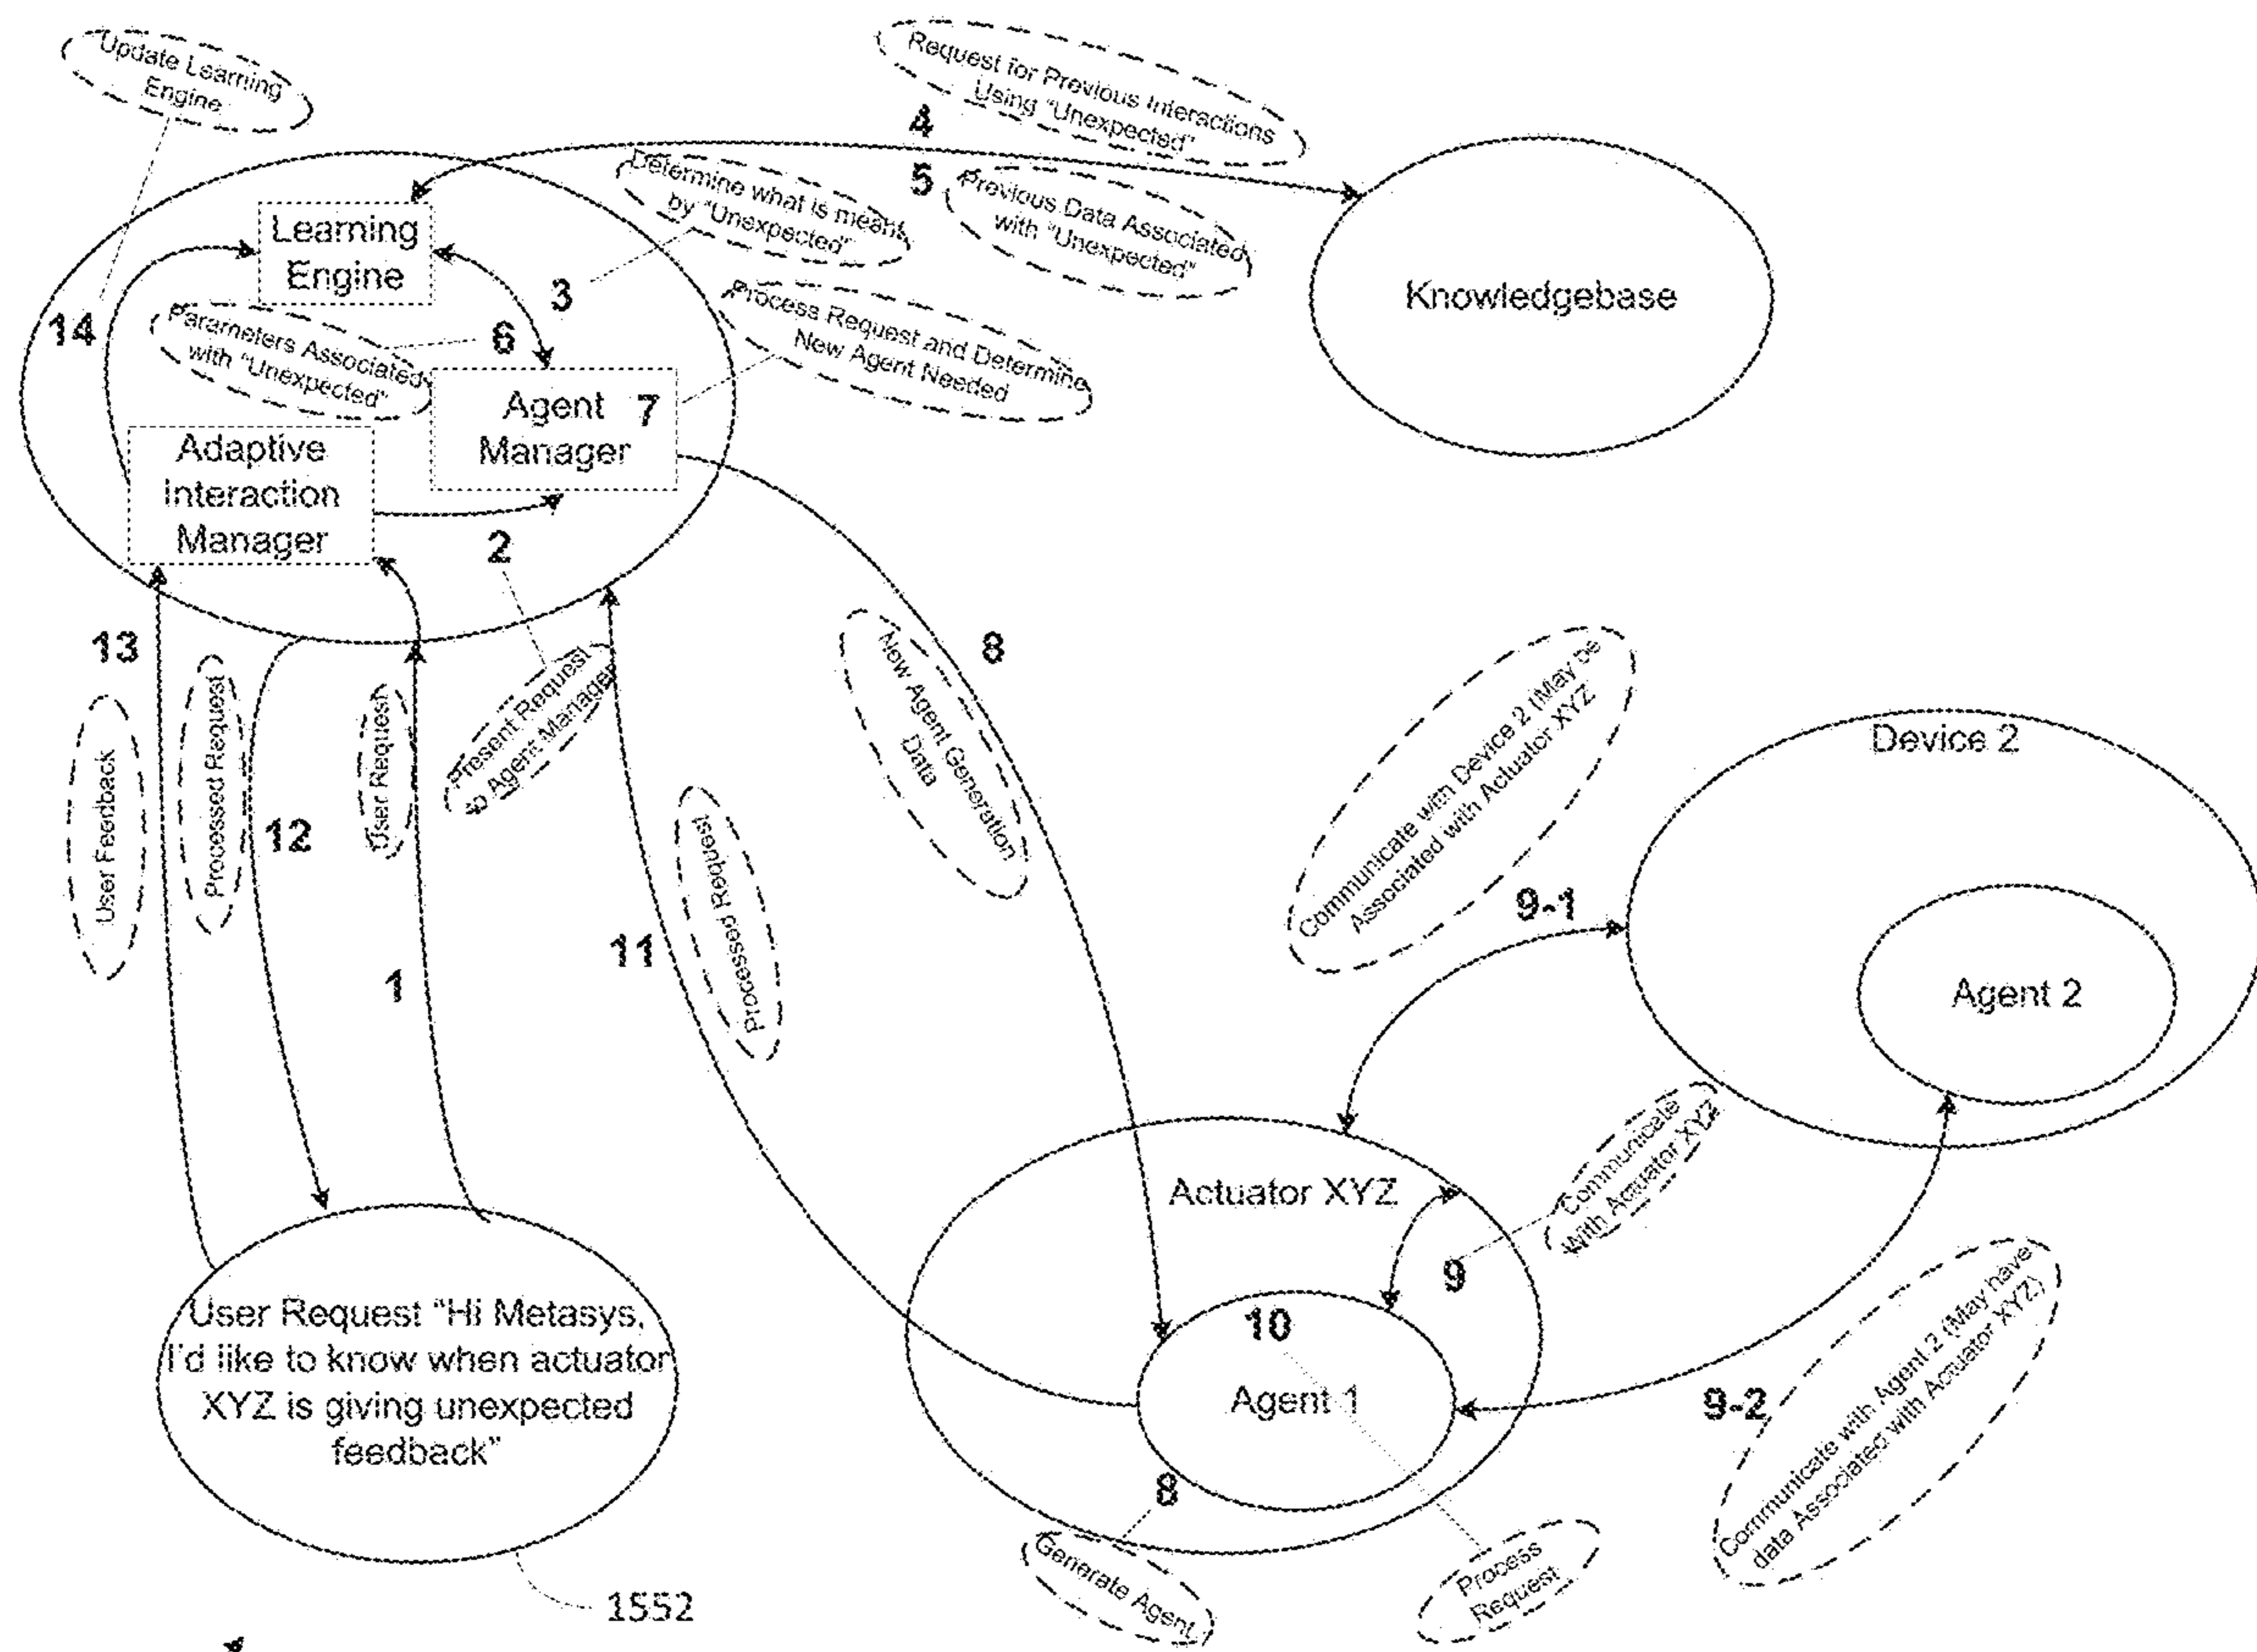 Update Learning
Engine
Request for Previous Interactions
Using "Unexpected"
4
5
Determine what is meant
by "Unexpected"
Previous Data Associated
with "Unexpected"
Learning
Engine
Knowledgebase
3
14
Parameters Associated
with "Unexpected"
6
Process Request and Determine
New Agent Needed
Agent
Manager
7
Adaptive
Interaction
Manager
2
13
8
User Feedback
Processed Request
12
User Request
Present Request
to Agent Manager
New Agent Generation
Data
Processed Request
11
1
Communicate with Device 2 (May be
Associated with Actuator XYZ
9-1
Device 2
Agent 2
Communicate
With Actuator XYZ
Actuator XYZ
9
10
Agent 1
9-2
Communicate with Agent 2 (May have
data Associated with Actuator XYZ)
User Request "Hi Metasys,
I'd like to know when actuator
XYZ is giving unexpected
feedback"
8
Generate Agent
Process
Request
1552